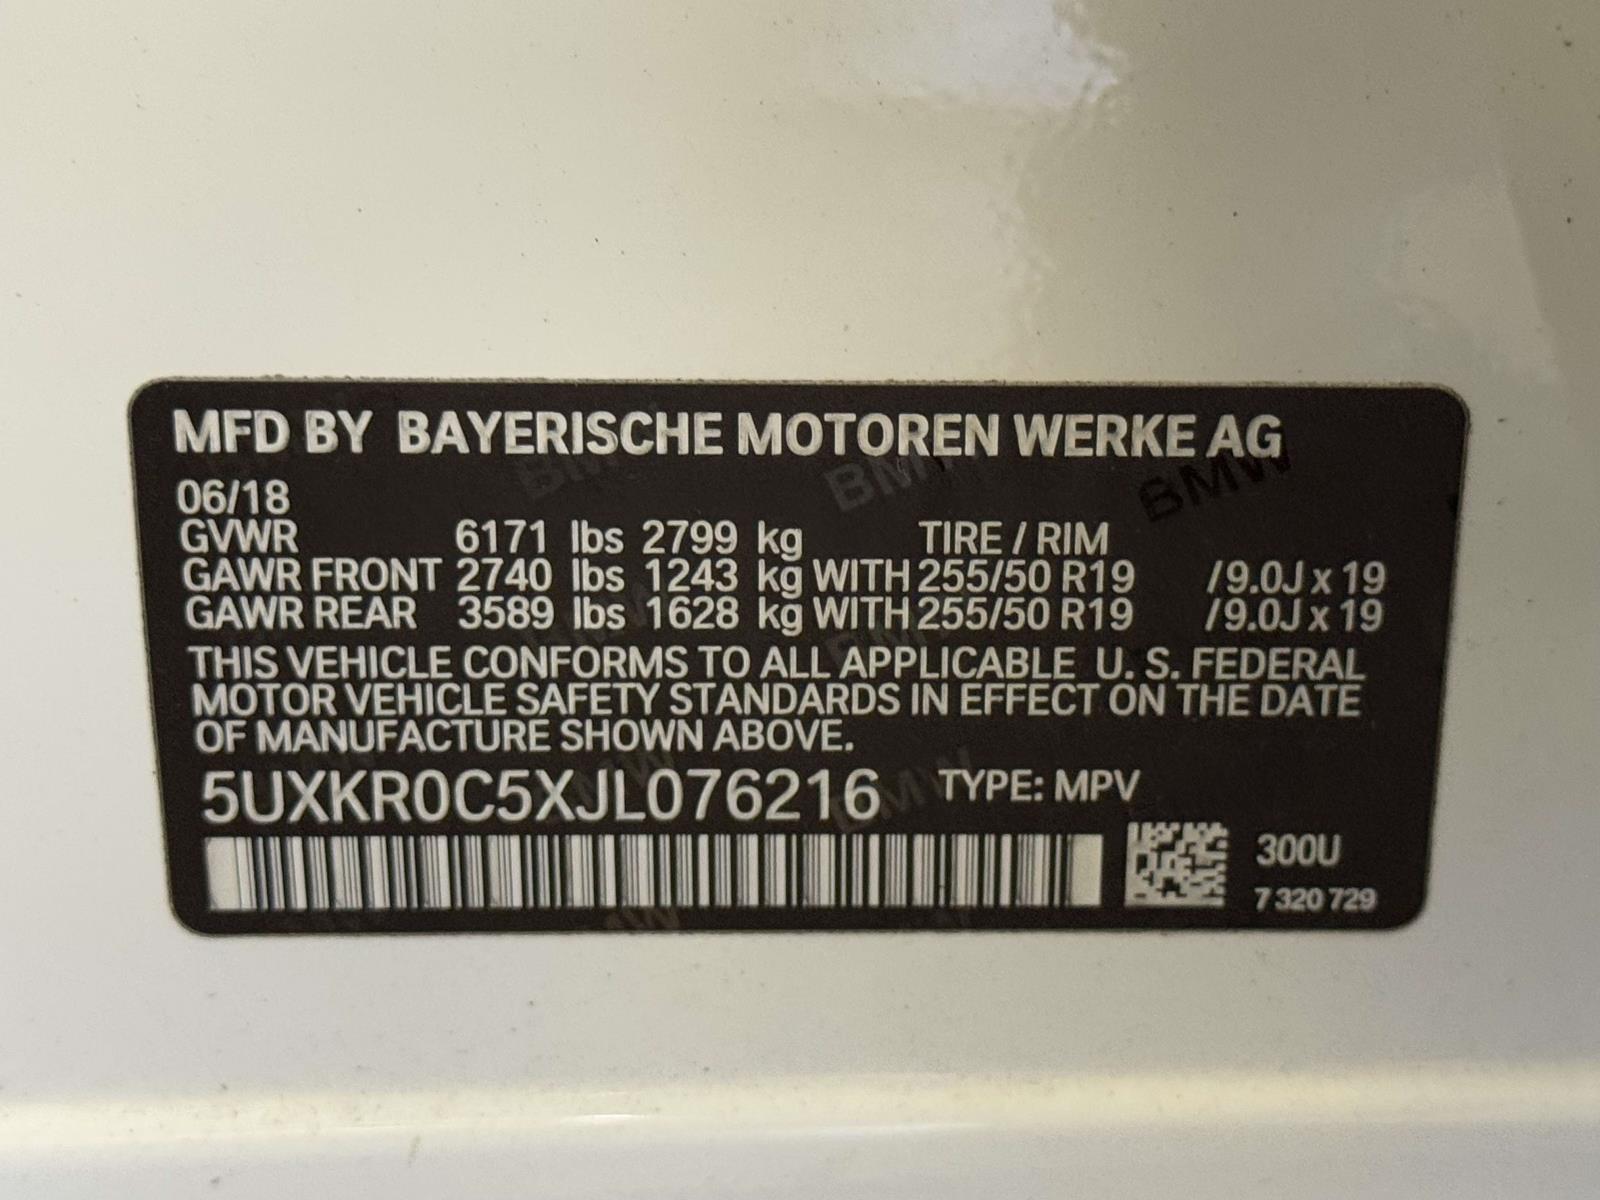 MFD BY BAYERISCHE MOTOREN WERKE AG
06/18
GVWR 6171 lbs 2799 kg TIRE / RIM
GAWR FRONT 2740 lbs 1243 kg WITH 255/50 R19 /9.0J x 19
GAWR REAR 3589 lbs 1628 kg WITH 255/50 R19 /9.0J x 19
THIS VEHICLE CONFORMS TO ALL APPLICABLE U. S. FEDERAL
MOTOR VEHICLE SAFETY STANDARDS IN EFFECT ON THE DATE
OF MANUFACTURE SHOWN ABOVE.
5UXKR0C5XJL076216 TYPE: MPV
300U
7 320 729